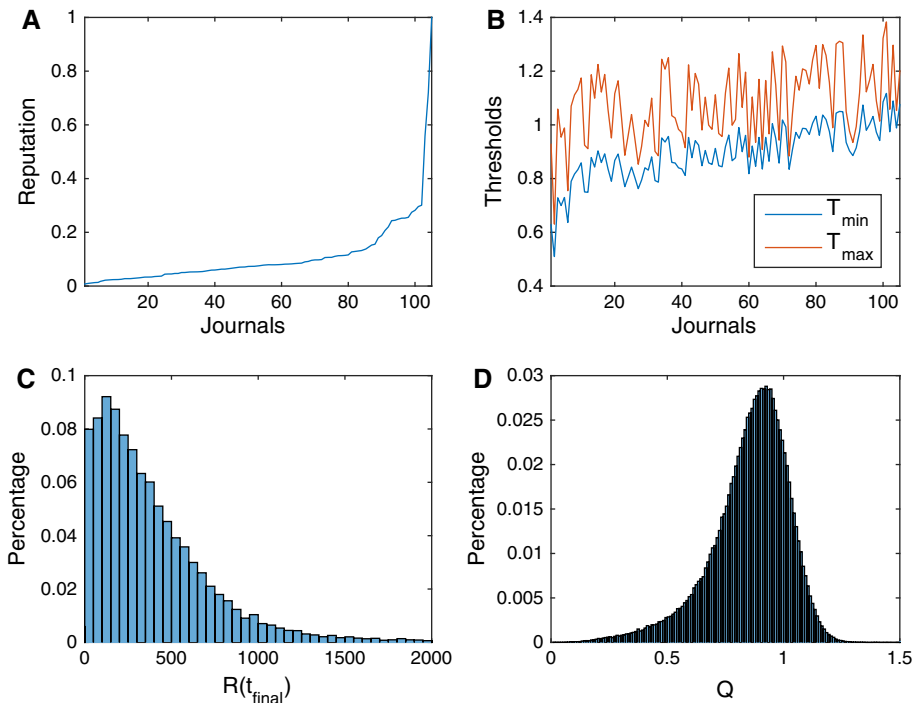 A
Reputation
1
0.8
0.6
0.4
0.2
0
20 40 60 80 100
Journals
B
Thresholds
1.4
1.2
1
0.8
0.6
0.4
T_min
T_max
20 40 60 80 100
Journals
C
Percentage
0.1
0.08
0.06
0.04
0.02
0
0 500 1000 1500 2000
R(t_final)
D
Percentage
0.03
0.025
0.02
0.015
0.01
0.005
0
0 0.5 1 1.5
Q